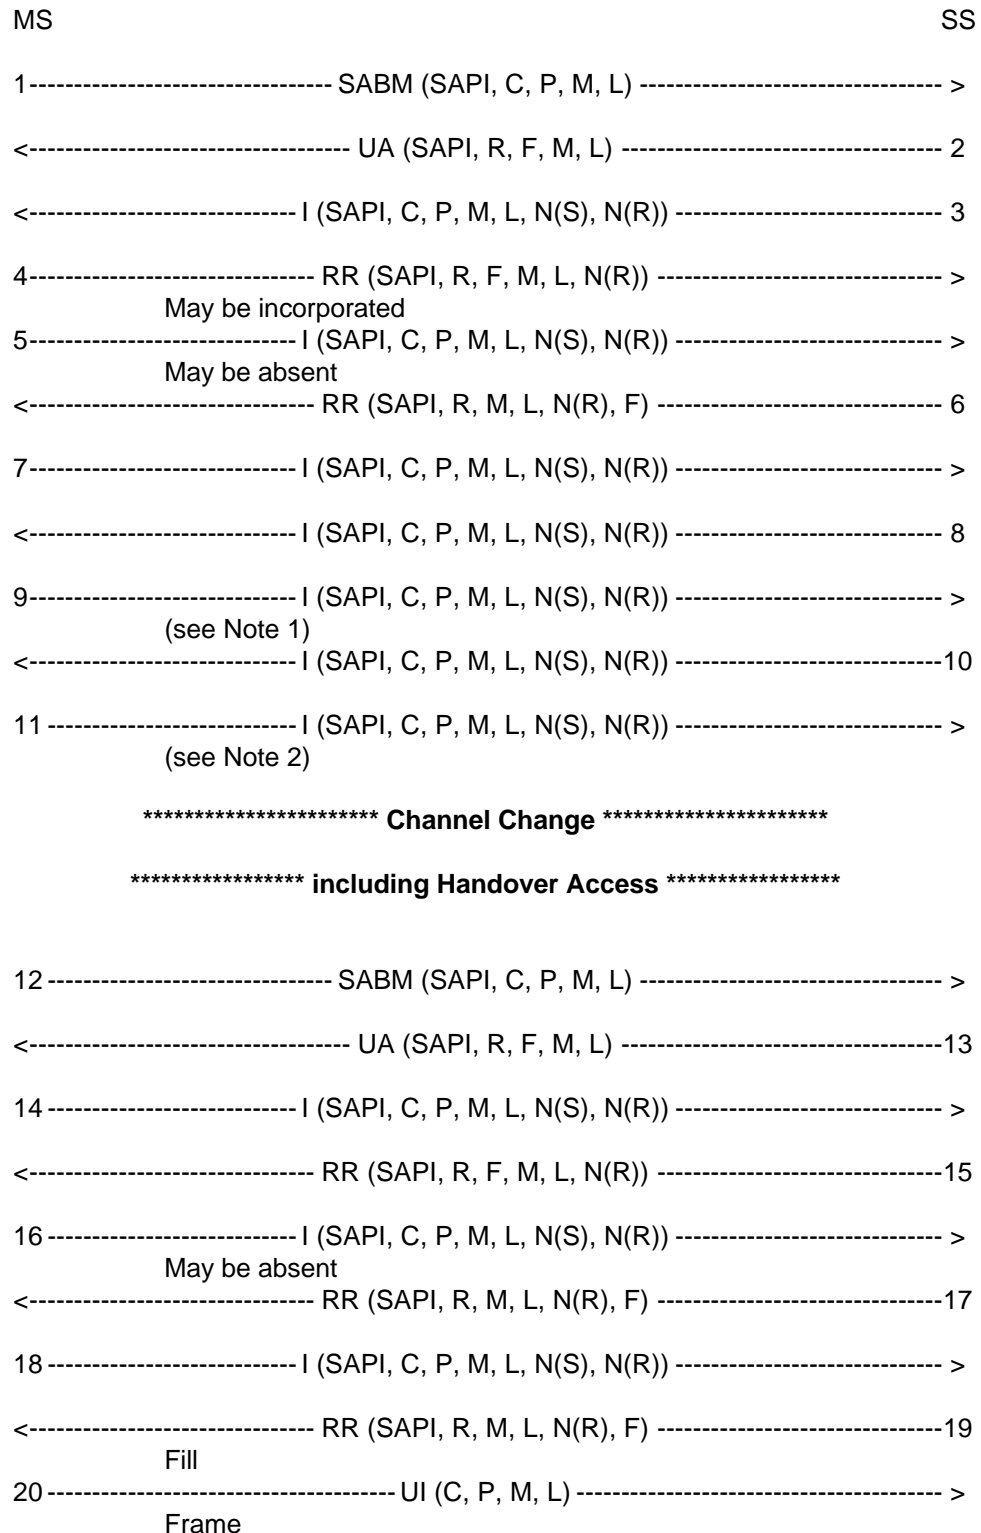 MS SS
1---------------------------------- SABM (SAPI, C, P, M, L) ---------------------------------- >
<------------------------------------ UA (SAPI, R, F, M, L) ------------------------------------ 2
<------------------------------ I (SAPI, C, P, M, L, N(S), N(R)) ------------------------------ 3
4-------------------------------- RR (SAPI, R, F, M, L, N(R)) -------------------------------- >
May be incorporated
5------------------------------ I (SAPI, C, P, M, L, N(S), N(R)) ------------------------------ >
May be absent
<-------------------------------- RR (SAPI, R, M, L, N(R), F) -------------------------------- 6
7------------------------------ I (SAPI, C, P, M, L, N(S), N(R)) ------------------------------ >
<------------------------------ I (SAPI, C, P, M, L, N(S), N(R)) ------------------------------ 8
9------------------------------ I (SAPI, C, P, M, L, N(S), N(R)) ------------------------------ >
(see Note 1)
<------------------------------ I (SAPI, C, P, M, L, N(S), N(R)) ------------------------------10
11 ---------------------------- I (SAPI, C, P, M, L, N(S), N(R)) ------------------------------ >
(see Note 2)
*********************** Channel Change **********************
***************** including Handover Access *****************
12 -------------------------------- SABM (SAPI, C, P, M, L) ---------------------------------- >
<------------------------------------ UA (SAPI, R, F, M, L) ------------------------------------13
14 ---------------------------- I (SAPI, C, P, M, L, N(S), N(R)) ------------------------------ >
<-------------------------------- RR (SAPI, R, F, M, L, N(R)) --------------------------------15
16 ---------------------------- I (SAPI, C, P, M, L, N(S), N(R)) ------------------------------ >
May be absent
<-------------------------------- RR (SAPI, R, M, L, N(R), F) --------------------------------17
18 ---------------------------- I (SAPI, C, P, M, L, N(S), N(R)) ------------------------------ >
<-------------------------------- RR (SAPI, R, M, L, N(R), F) --------------------------------19
Fill
20 --------------------------------------- UI (C, P, M, L) ----------------------------------------- >
Frame